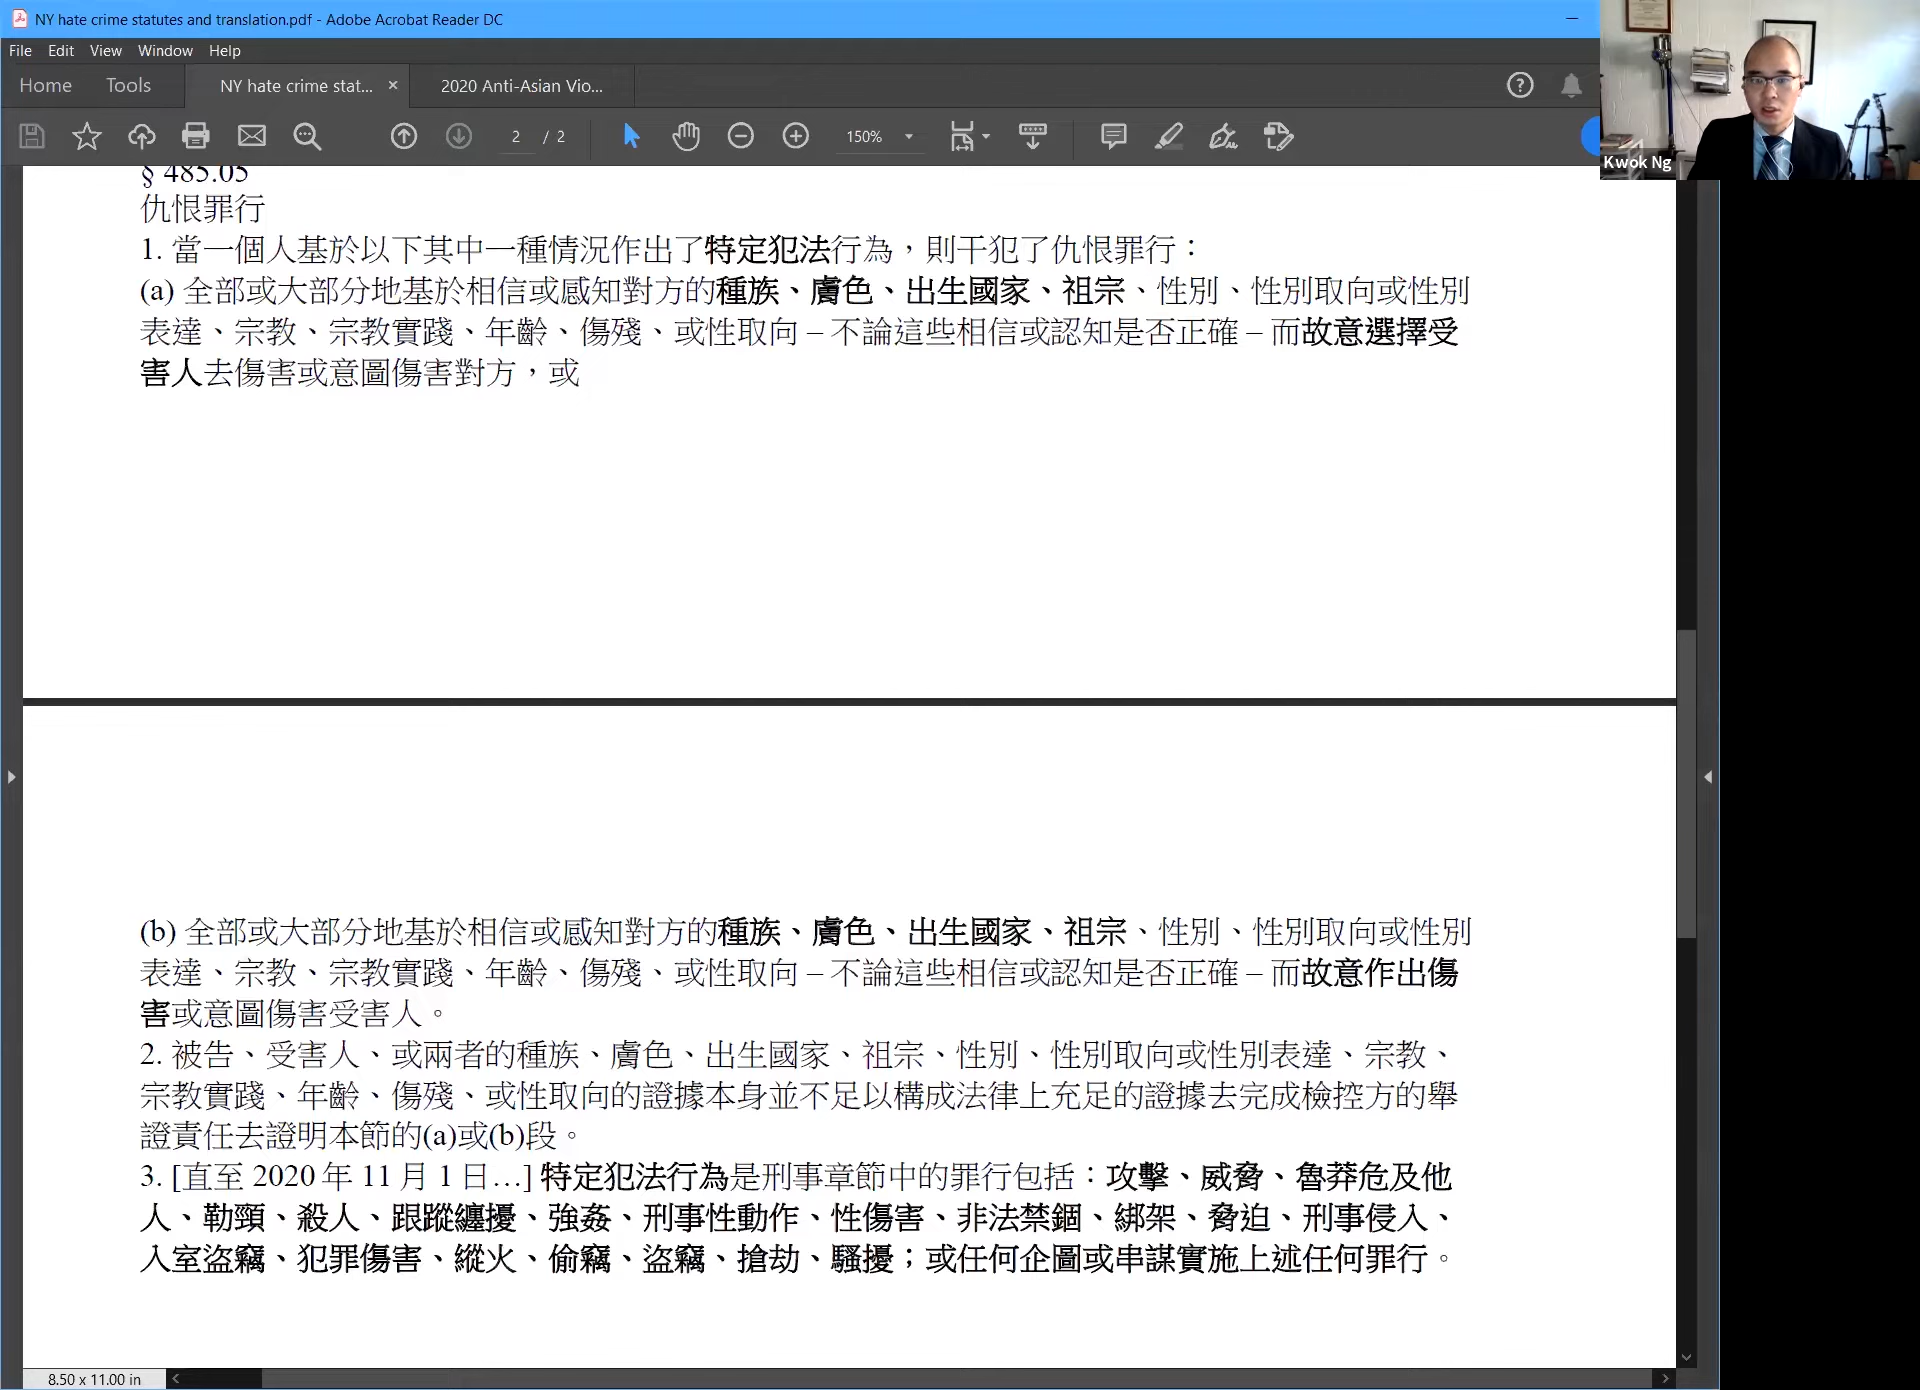 NY hate crime statutes and translation.pdf - Adobe Acrobat Reader DC
File Edit View Window Help
Home Tools NY hate crime stat... × 2020 Anti-Asian Vio...
2 / 2 150%
Kwok Ng
§ 485.05
仇恨罪行
1. 當一個人基於以下其中一種情況作出了特定犯法行為，則干犯了仇恨罪行：
(a) 全部或大部分地基於相信或感知對方的種族、膚色、出生國家、祖宗、性別、性別取向或性別
表達、宗教、宗教實踐、年齡、傷殘、或性取向 – 不論這些相信或認知是否正確 – 而故意選擇受
害人去傷害或意圖傷害對方，或
(b) 全部或大部分地基於相信或感知對方的種族、膚色、出生國家、祖宗、性別、性別取向或性別
表達、宗教、宗教實踐、年齡、傷殘、或性取向 – 不論這些相信或認知是否正確 – 而故意作出傷
害或意圖傷害受害人。
2. 被告、受害人、或兩者的種族、膚色、出生國家、祖宗、性別、性別取向或性別表達、宗教、
宗教實踐、年齡、傷殘、或性取向的證據本身並不足以構成法律上充足的證據去完成檢控方的舉
證責任去證明本節的(a)或(b)段。
3. [直至 2020 年 11 月 1 日…] 特定犯法行為是刑事章節中的罪行包括：攻擊、威脅、魯莽危及他
人、勒頸、殺人、跟蹤纏擾、強姦、刑事性動作、性傷害、非法禁錮、綁架、脅迫、刑事侵入、
入室盜竊、犯罪傷害、縱火、偷竊、盜竊、搶劫、騷擾；或任何企圖或串謀實施上述任何罪行。
8.50 x 11.00 in